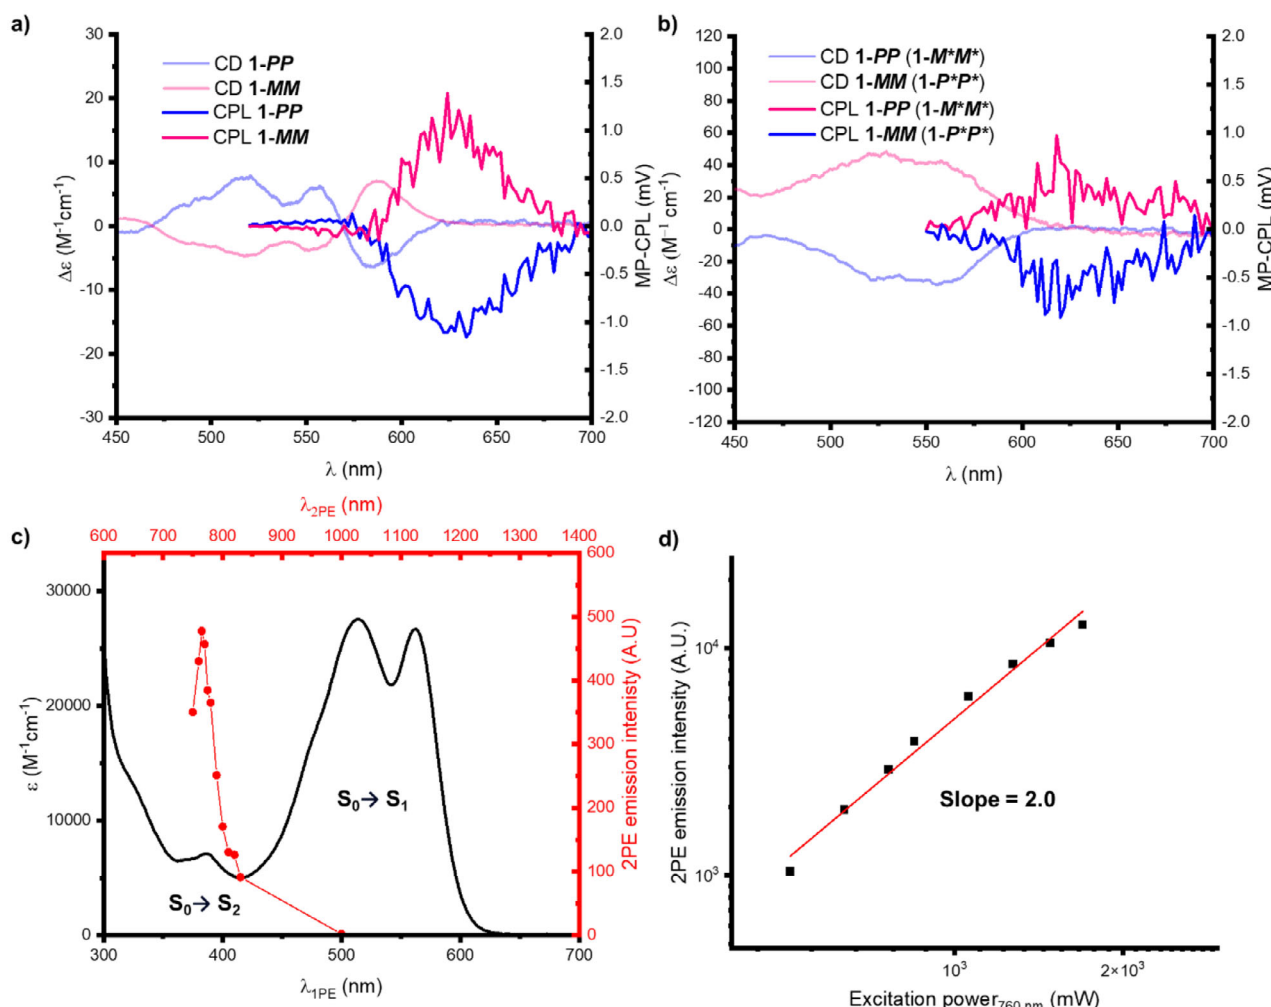 a)
CD 1-PP
CD 1-MM
CPL 1-PP
CPL 1-MM
30
20
10
0
-10
-20
-30
Δε (M⁻¹cm⁻¹)
2.0
1.5
1.0
0.5
0.0
-0.5
-1.0
-1.5
-2.0
MP-CPL (mV)
450 500 550 600 650 700
λ (nm)
b)
CD 1-PP (1-M*M*)
CD 1-MM (1-P*P*)
CPL 1-PP (1-M*M*)
CPL 1-MM (1-P*P*)
120
100
80
60
40
20
0
-20
-40
-60
-80
-100
-120
Δε (M⁻¹ cm⁻¹)
2.0
1.5
1.0
0.5
0.0
-0.5
-1.0
-1.5
-2.0
MP-CPL (mV)
450 500 550 600 650 700
λ (nm)
c)
λ2PE (nm)
600 700 800 900 1000 1100 1200 1300 1400
30000
20000
10000
0
ε (M⁻¹cm⁻¹)
S0→ S1
S0→ S2
600
500
400
300
200
100
0
2PE emission intenisty (A.U)
300 400 500 600 700
λ1PE (nm)
d)
10⁴
10³
2PE emission intensity (A.U.)
Slope = 2.0
10³ 2×10³
Excitation power760 nm (mW)